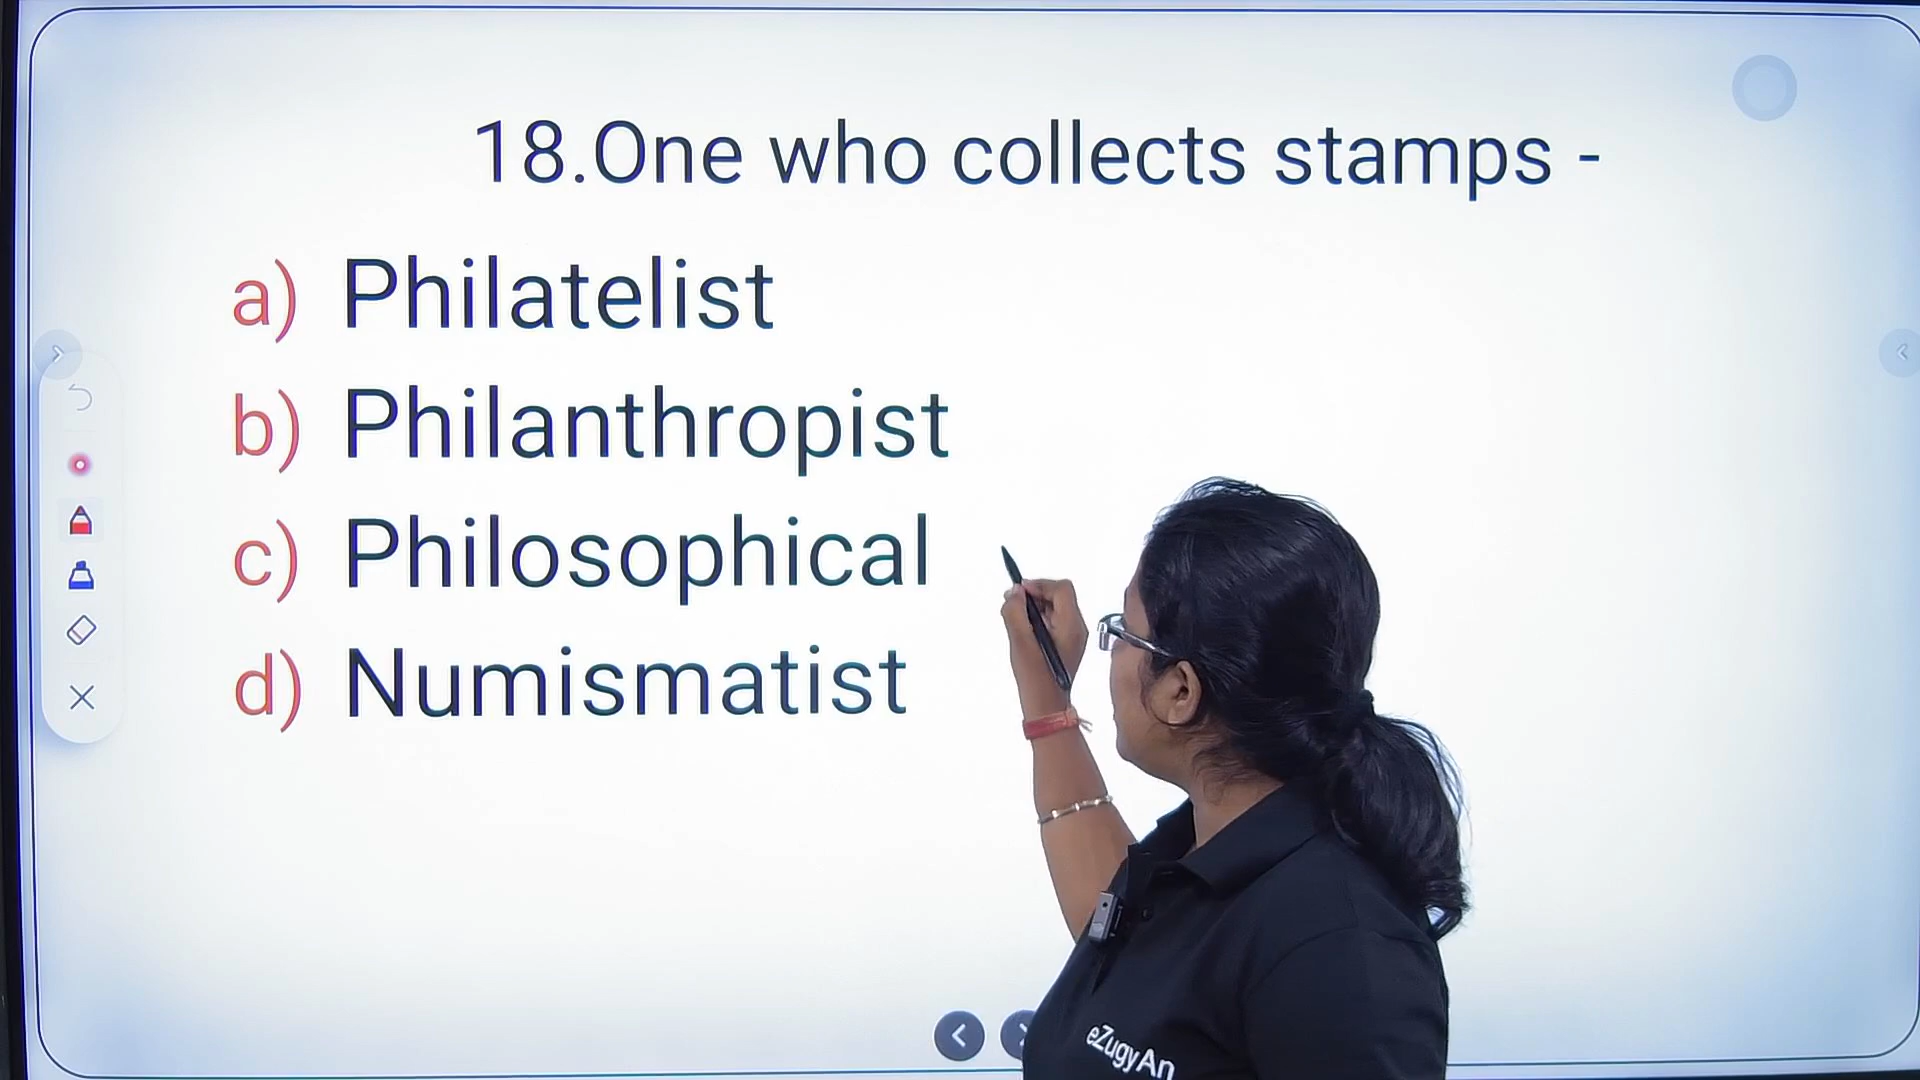 18.One who collects stamps -
a) Philatelist
b) Philanthropist
c) Philosophical
d) Numismatist
eZugyAn